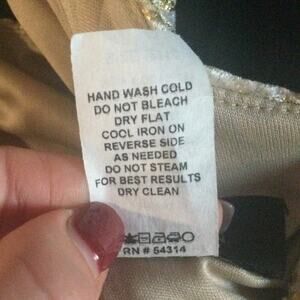 HAND WASH COLD
DO NOT BLEACH
DRY FLAT
COOL IRON ON
REVERSE SIDE
AS NEEDED
DO NOT STEAM
FOR BEST RESULTS
DRY CLEAN
RN # 54314